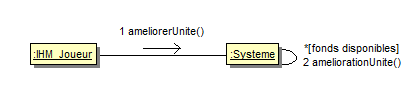 1 ameliorerUnite()
:IHM_Joueur
:Systeme
*[fonds disponibles]
2 ameliorationUnite()